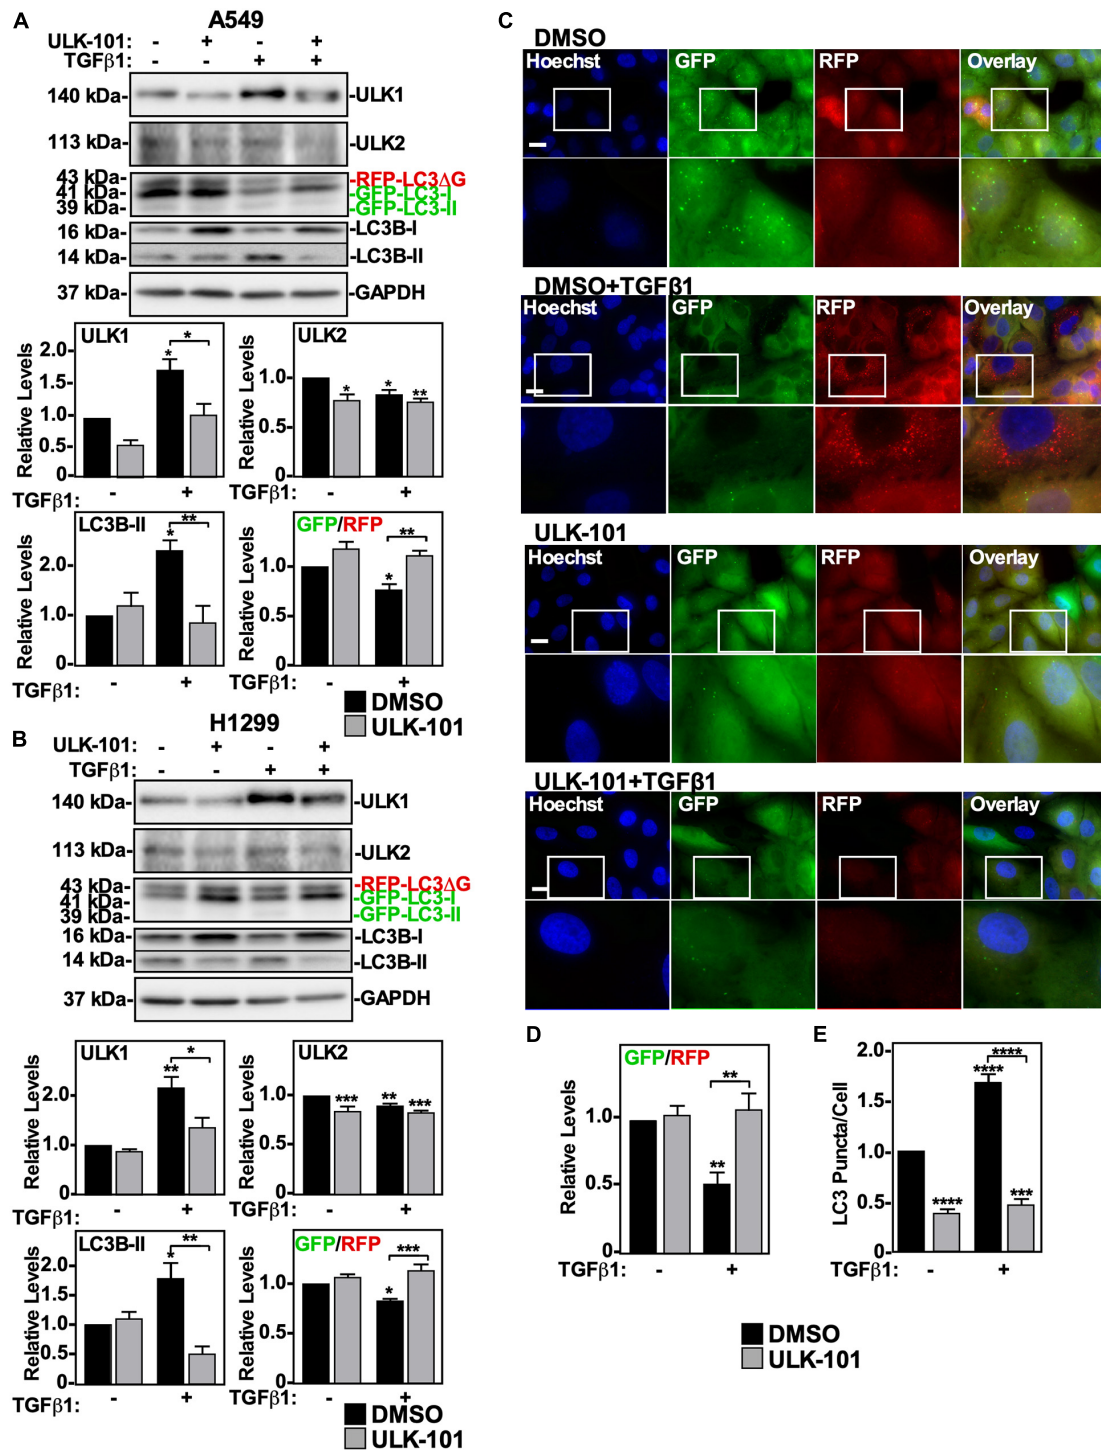 A
A549
ULK-101: - + - +
TGFβ1: - - + +
140 kDa- -ULK1
113 kDa- -ULK2
43 kDa- -RFP-LC3ΔG
41 kDa- -GFP-LC3-I
39 kDa- -GFP-LC3-II
16 kDa- -LC3B-I
14 kDa- -LC3B-II
37 kDa- -GAPDH
ULK1
Relative Levels
2.0
1.5
1.0
0.5
0
* *
TGFβ1: - +
ULK2
Relative Levels
1.0
0.5
0
* * **
TGFβ1: - +
LC3B-II
Relative Levels
2.0
1.0
0
* **
TGFβ1: - +
GFP/RFP
Relative Levels
1.0
0.5
0
* **
TGFβ1: - +
DMSO
ULK-101
B
H1299
ULK-101: - + - +
TGFβ1: - - + +
140 kDa- -ULK1
113 kDa- -ULK2
43 kDa- -RFP-LC3ΔG
41 kDa- -GFP-LC3-I
39 kDa- -GFP-LC3-II
16 kDa- -LC3B-I
14 kDa- -LC3B-II
37 kDa- -GAPDH
ULK1
Relative Levels
2.0
1.0
0
** *
TGFβ1: - +
ULK2
Relative Levels
1.0
0.5
0
*** ** ***
TGFβ1: - +
LC3B-II
Relative Levels
2.0
1.0
1.0
0
* **
TGFβ1: - +
GFP/RFP
Relative Levels
1.0
0.5
0
* ***
TGFβ1: - +
DMSO
ULK-101
C
DMSO
Hoechst GFP RFP Overlay
DMSO+TGFβ1
Hoechst GFP RFP Overlay
ULK-101
Hoechst GFP RFP Overlay
ULK-101+TGFβ1
Hoechst GFP RFP Overlay
D
GFP/RFP
Relative Levels
1.0
0.5
0
** **
TGFβ1: - +
E
LC3 Puncta/Cell
2.0
1.5
1.0
0.5
0
**** **** *** ****
TGFβ1: - +
DMSO
ULK-101